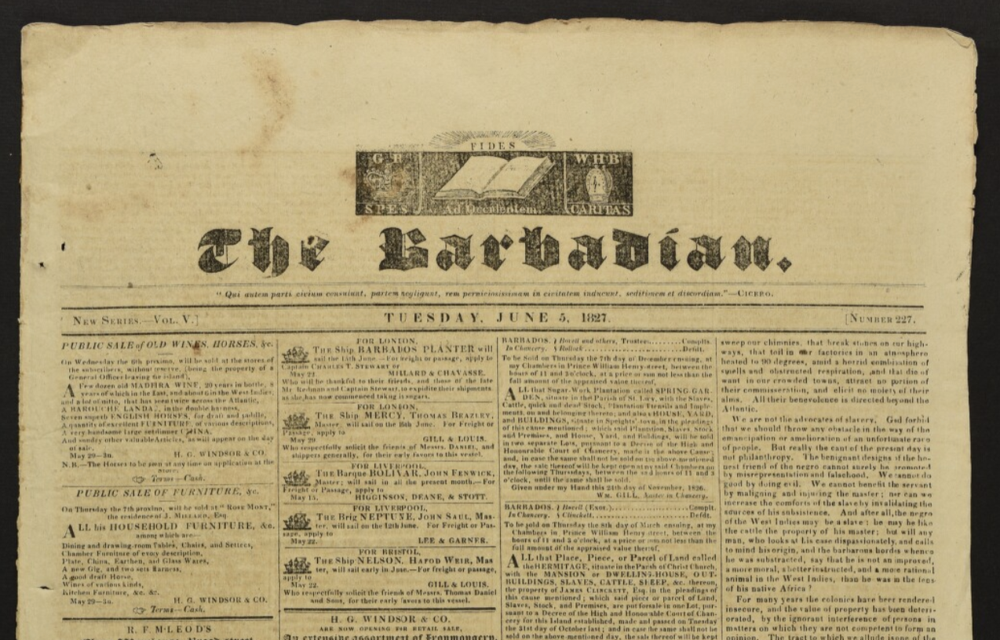 FIDES
G R
W H B
SPES
Ad Docendum.
CARITAS
The Barbadian.
" Qui autem parti civium consulunt, partem negligunt, rem perniciosissimam in civitatem inducunt, seditionem et discordiam."—CICERO.
NEW SERIES.—VOL. V.]
TUESDAY, JUNE 5, 1827.
[NUMBER 227.
PUBLIC SALE of OLD WINES, HORSES, &c.
On Wednesday the 6th proximo, will be sold at the stores of
the subscribers, without reserve, (being the property of a
General Officer leaving the island),
A Few dozen old MADEIRA WINE, 20 years in bottle, 8
years of which in the East, and about 6 in the West Indies;
and a lot of ditto, that has been twice across the Atlantic,
A BAROUCHE LANDAU, in the double harness,
Seven superb ENGLISH HORSES, for draft and saddle,
A quantity of excellent FURNITURE, of various descriptions,
A very handsome large set dinner CHINA,
And sundry other valuable Articles, as will appear on the day
of sale.
May 29—3n. H. G. WINDSOR & CO.
N.B.—The Horses to be seen at any time on application at the
store.
Terms—Cash.
PUBLIC SALE OF FURNITURE, &c.
On Thursday the 7th proximo, will be sold at " ROSE MONT,"
the residence of J. MILLARD, Esq.
ALL his HOUSEHOLD FURNITURE, &c.
among which are—
Dining and drawing-room Tables, Chairs, and Settees,
Chamber Furniture of every description,
Plate, China, Earthen, and Glass Wares,
A new Gig, and two sets Harness,
A good draft Horse,
Wines of various kinds,
Kitchen Furniture, &c. &c.
May 29—3n. H. G. WINDSOR & CO.
Terms—Cash.
R. F. M'LEOD'S
FOR LONDON,
The Ship BARBADOS PLANTER will
sail the 14th June.—For freight or passage, apply to
Captain CHARLES T. STEWART or
May 22 MILLARD & CHAVASSE.
Who will be thankful to their friends, and those of the late
Mr. Redman and Captain Stewart, to expidite their shipments.
as she has now commenced taking in sugars.
FOR LONDON,
The Ship MERCY, THOMAS BEAZLEY,
Master, will sail on the 16th June. For Freight or
Passage, apply to
May 29 GILL & LOUIS.
Who respectfully solicit the friends of Messrs. DANIEL, and
shippers generally, for their early favors to this vessel.
FOR LIVERPOOL,
The Barque BOLIVAR, JOHN FENWICK,
Master; will sail in all the present month.—For
Freight or Passage, apply to
May 15. HIGGINSON, DEANE, & STOTT.
FOR LIVERPOOL,
The Brig NEPTUNE, JOHN SAUL, Mas-
ter, will sail on the 12th June. For Freight or Pas-
sage, apply to
May 22. LEE & GARNER.
FOR BRISTOL,
The Ship NELSON, HAROD WEIR, Mas
ter, will sail early in June.—For freight or passage,
apply to
May 22. GILL & LOUIS.
Who respectfully solicit the friends of Messrs. Thomas Daniel
and Sons, for their early favors to this vessel.
H. G. WINDSOR & CO.
ARE NOW OPENING FOR RETAIL SALE,
An extensive assortment of Ironmongery,
BARBADOS. } Howell and others, Trustees..........Complts.
In Chancery. } Bullock..........Defdt.
To be Sold on Thursday the 7th day of December ensuing, at
my Chambers in Prince William Henry-street, between the
hours of 11 and 3 o'clock, at a price or sum not less than the
full amount of the appraised value thereof,
ALL that Sugar-Work Plantation called SPRING-GAR-
DEN, situate in the Parish of St. Lucy, with the Slaves,
Cattle, quick and dead Stock, Plantation Utensils and Imple-
ments, on and belonging thereto; and also a HOUSE, YARD,
and BUILDINGS, situate in Speights'-town, in the pleadings
of this cause mentioned; which said Plantation, Slaves, Stock
and Premises, and House, Yard, and Buildings, will be sold
in two separate Lots, pursuant to a Decree of the High and
Honourable Court of Chancery, made in the above Cause;
and, in case the same shall not be sold on the above-mentioned
day, the sale thereof will be kept open at my said Chambers on
the following Thursdays, between the said hours of 11 and 3
o'clock, until the same shall be sold.
Given under my Hand this 24th day of November, 1826.
WM. GILL, Master in Chancery.
BARBADOS. } Howell (Exor.)..........Complt.
In Chancery. } Clinckett..........Defdt.
To be sold on Thursday the 8th day of March ensuing, at my
Chambers in Prince William Henry-street, between the
hours of 11 and 3 o'clock, at a price or sum not less than the
full amount of the appraised value thereof,
ALL that Place, Piece, or Parcel of Land called
the HERMITAGE, situate in the Parish of Christ Church,
with the MANSION or DWELLING-HOUSE, OUT-
BUILDINGS, SLAVES, CATTLE, SHEEP, &c. thereon,
the property of JAMES CLINCKETT, Esq. in the pleadings of
this cause mentioned; which said piece or parcel of Land,
Slaves, Stock, and Premises, are put for sale in one Lot, pur-
suant to a Decree of the High and Honourable Court of Chan-
cery for this Island established, made and passed on Tuesday
the 31st day of October last; and in case the same shall not be
sold on the above-mentioned day, the sale thereof will be kept
sweep our chimnies, that break stones on our high-
ways, that toil in our factories in an atmosphere
heated to 90 degrees, amid a horrid combination of
smells and obstructed respiration, and that die of
want in our crowded towns, attract no portion of
their commiseration, and elicit no moiety of their
alms. All their benevolence is directed beyond the
Atlantic.
We are not the advocates of slavery. God forbid
that we should throw any obstacle in the way of the
emancipation or amelioration of an unfortunate race
of people. But really the cant of the present day is
not philanthropy. The benignant designs of the ho-
nest friend of the negro cannot surely be promoted
by misrepresentation and falsehood. We cannot do
good by doing evil. We cannot benefit the servant
by maligning and injuring the master; nor can we
increase the comforts of the slave by invalidating the
sources of his subsistence. And after all, the negro
of the West Indies may be a slave: he may be like
the cattle the property of his master; but will any
man, who looks at his case dispassionately, and calls
to mind his origin, and the barbarous hordes whence
he was substracted, say that he is not an improved,
a more moral, a better instructed, and a more rational
animal in the West Indies, than he was in the fens
of his native Africa?
For many years the colonies have been rendered
insecure, and the value of property has been deteri-
orated, by the ignorant interference of persons in
matters on which they are not competent to form an
opinion. The tract to which we allude is one of the